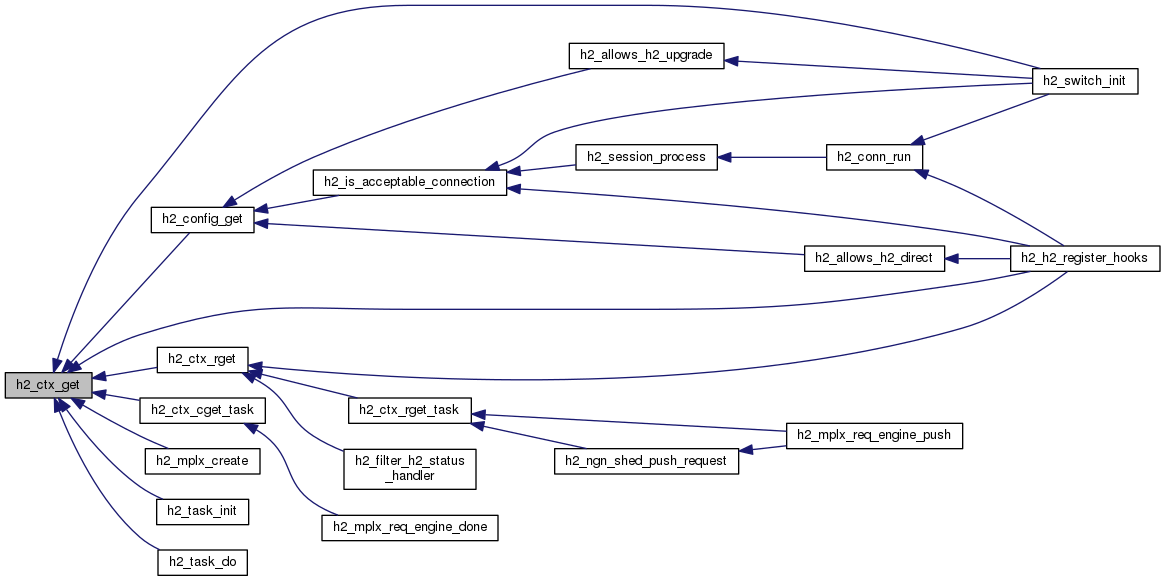 h2_allows_h2_upgrade
h2_switch_init
h2_session_process
h2_conn_run
h2_is_acceptable_connection
h2_config_get
h2_allows_h2_direct
h2_h2_register_hooks
h2_ctx_rget
h2_ctx_get
h2_ctx_cget_task
h2_ctx_rget_task
h2_mplx_req_engine_push
h2_mplx_create
h2_filter_h2_status
_handler
h2_ngn_shed_push_request
h2_task_init
h2_mplx_req_engine_done
h2_task_do